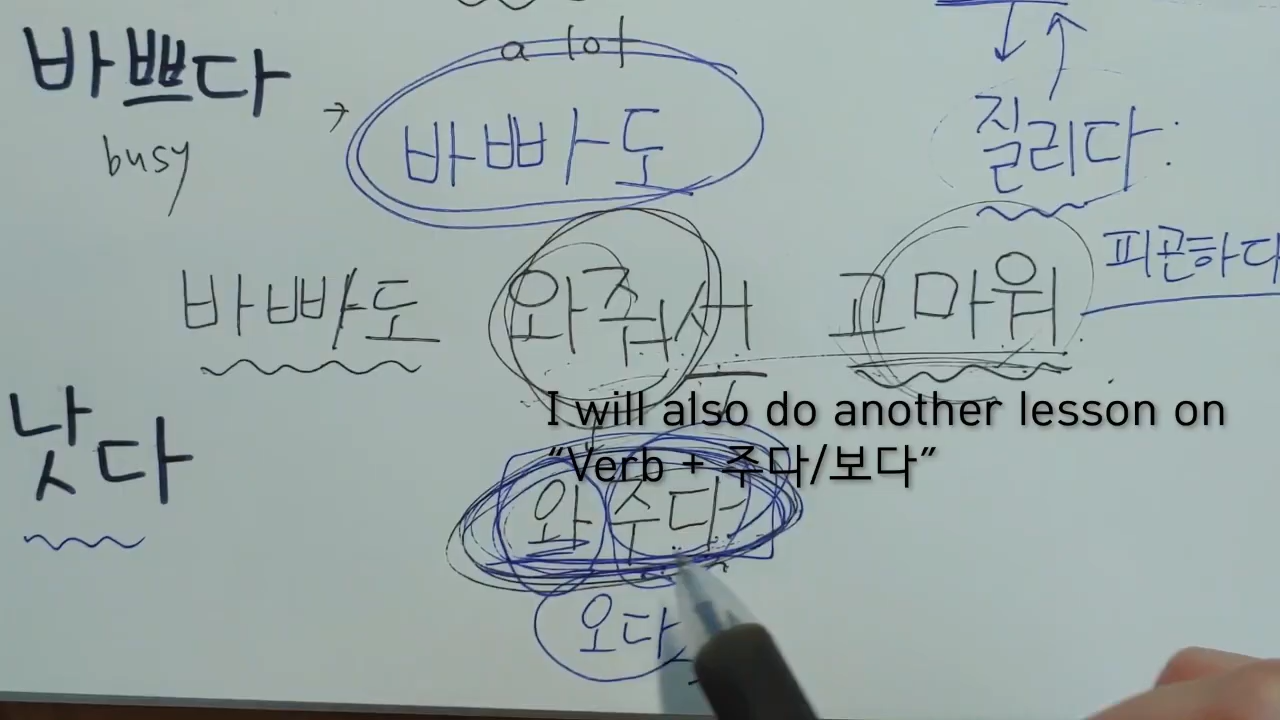 a lot
바쁘다
→ 바빠도
busy
질리다:
피곤하다
바빠도 와줘서 고마워
I will also do another lesson on
“Verb + 주다/보다”
낫다
와주다
오다